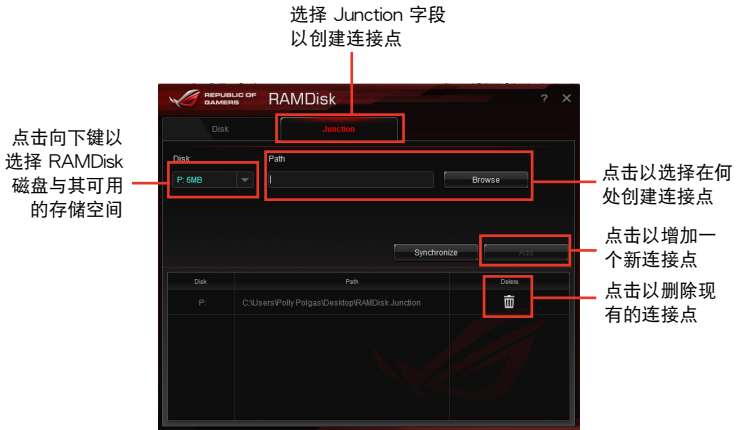 选择 Junction 字段
以创建连接点
REPUBLIC OF
GAMERS
RAMDisk
? ×
Disk
Junction
点击向下键以
选择 RAMDisk
磁盘与其可用
的存储空间
Disk
Path
P: 6MB
Browse
点击以选择在何
处创建连接点
Synchronize
Add
点击以增加一
个新连接点
Disk
Path
Delete
P:
C:\Users\Polly Polgas\Desktop\RAMDisk Junction
点击以删除现
有的连接点